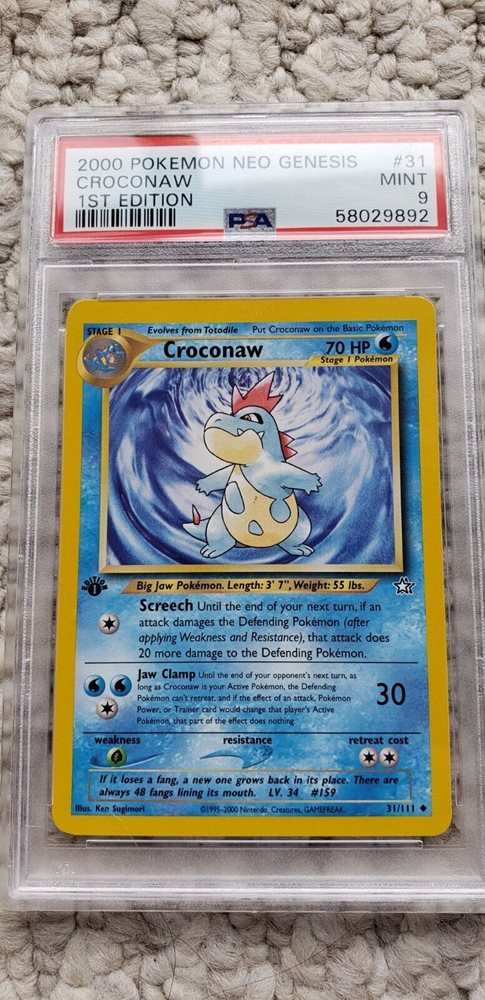 2000 POKEMON NEO GENESIS #31
CROCONAW MINT
1ST EDITION 9
PSA 58029892
STAGE 1 Evolves from Totodile Put Croconaw on the Basic Pokémon
Croconaw 70 HP
Stage 1 Pokémon
EDITION
1
Big Jaw Pokémon. Length: 3' 7", Weight: 55 lbs.
Screech Until the end of your next turn, if an
attack damages the Defending Pokémon (after
applying Weakness and Resistance), that attack does
20 more damage to the Defending Pokémon.
Jaw Clamp Until the end of your opponent's next turn, as
long as Croconaw is your Active Pokémon, the Defending
Pokémon can't retreat, and if the effect of an attack, Pokémon
Power, or Trainer card would change that player's Active
Pokémon, that part of the effect does nothing.
30
weakness resistance retreat cost
If it loses a fang, a new one grows back in its place. There are
always 48 fangs lining its mouth. LV. 34 #159
Illus. Ken Sugimori ©1995-2000 Nintendo, Creatures, GAMEFREAK. 31/111